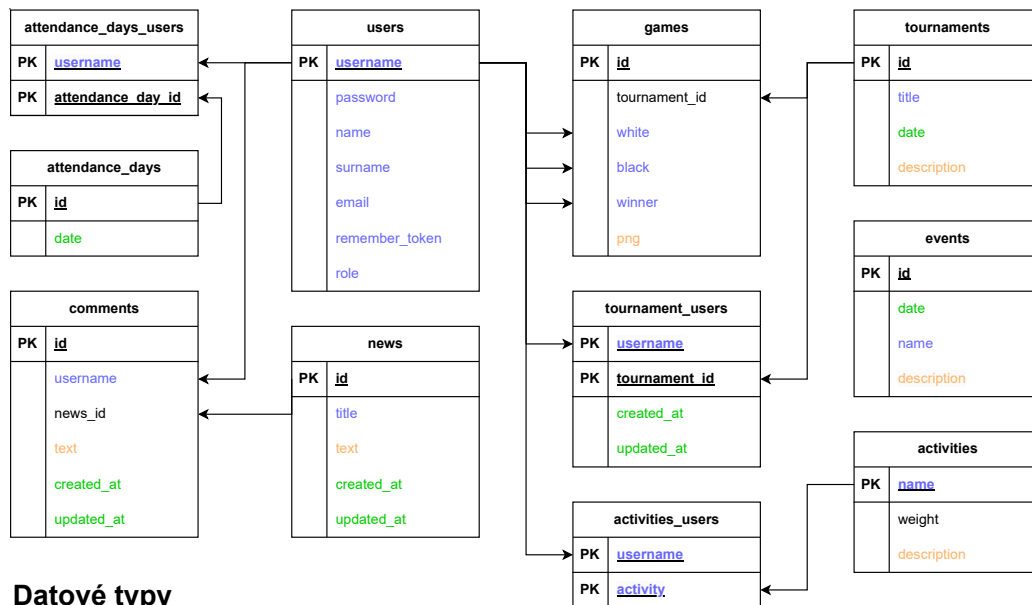 attendance_days_users
PK username
PK attendance_day_id
attendance_days
PK id
date
comments
PK id
username
news_id
text
created_at
updated_at
users
PK username
password
name
surname
email
remember_token
role
news
PK id
title
text
created_at
updated_at
games
PK id
tournament_id
white
black
winner
png
tournament_users
PK username
PK tournament_id
created_at
updated_at
activities_users
PK username
PK activity
tournaments
PK id
title
date
description
events
PK id
date
name
description
activities
PK name
weight
description
Datové typy